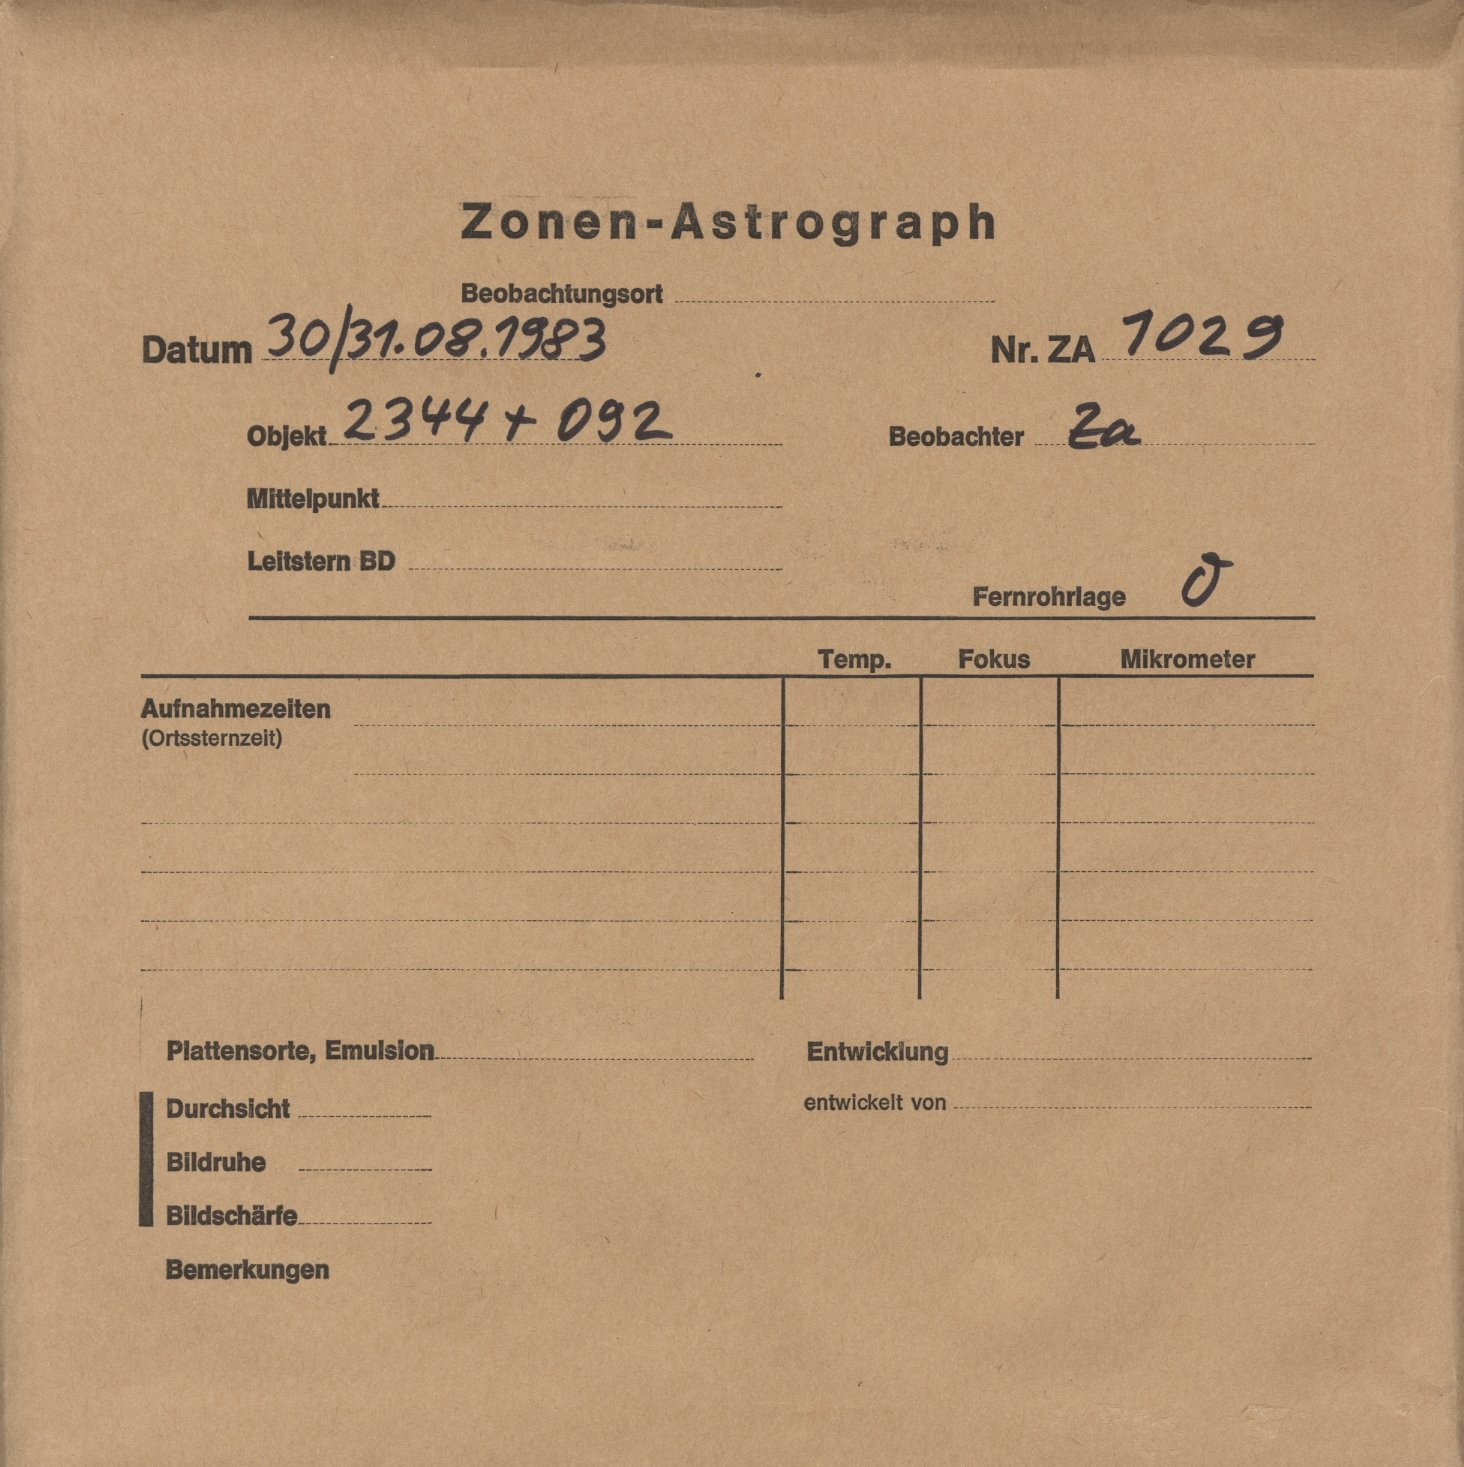 Zonen-Astrograph
Beobachtungsort
Datum 30/31.08.1983 Nr. ZA 1029
Objekt 2344 + 092 Beobachter Za
Mittelpunkt
Leitstern BD
Fernrohrlage O
Temp. Fokus Mikrometer
Aufnahmezeiten
(Ortssternzeit)
Plattensorte, Emulsion Entwicklung
Durchsicht entwickelt von
Bildruhe
Bildschärfe
Bemerkungen